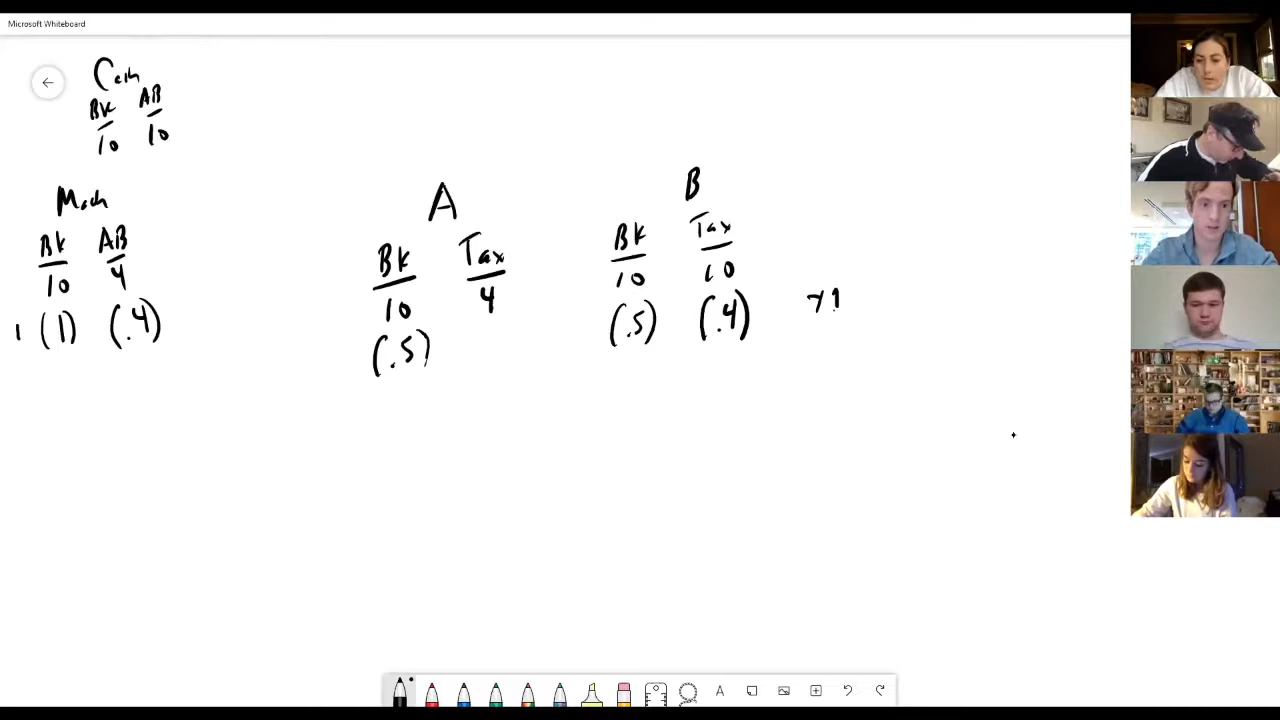 Microsoft Whiteboard
Cash
BK AB
10 10
Mach
BK AB
10 4
1 (1) (.4)
A
BK Tax
10 4
(.5)
B
BK Tax
10 10
(.5) (.4)
A